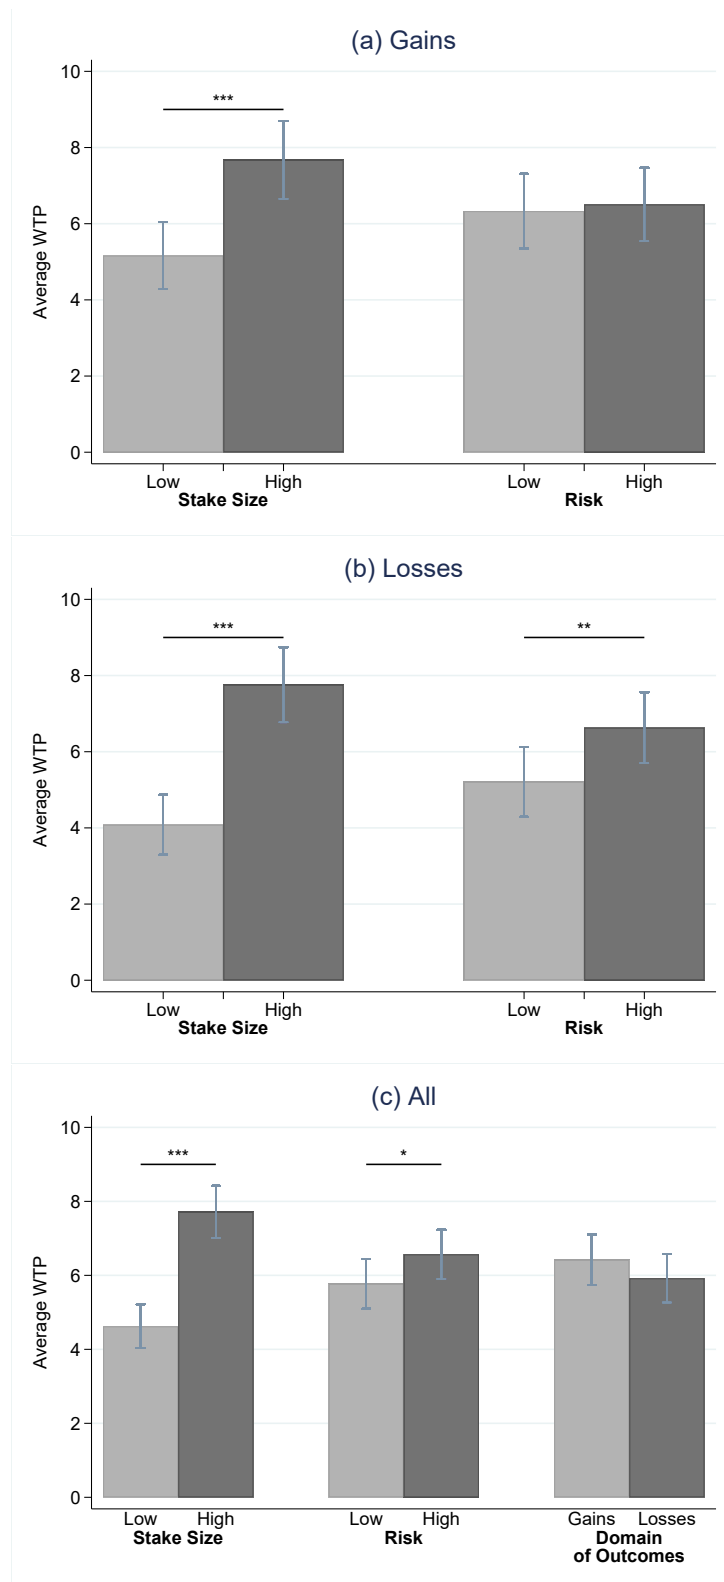 (a) Gains
Average WTP
10
8
6
4
2
0
***
Low High Low High
Stake Size Risk
(b) Losses
Average WTP
10
8
6
4
2
0
*** **
Low High Low High
Stake Size Risk
(c) All
Average WTP
10
8
6
4
2
0
*** *
Low High Low High Gains Losses
Stake Size Risk Domain
of Outcomes